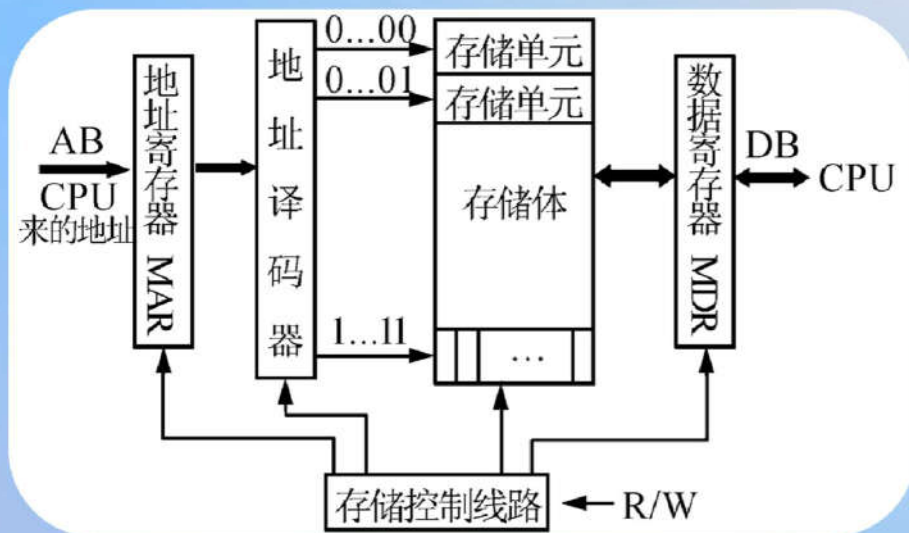 0...00
0...01
1...11
AB
CPU
来的地址
地址寄存器 MAR
地址译码器
存储单元
存储单元
存储体
...
数据寄存器 MDR
DB
CPU
存储控制线路
R/W